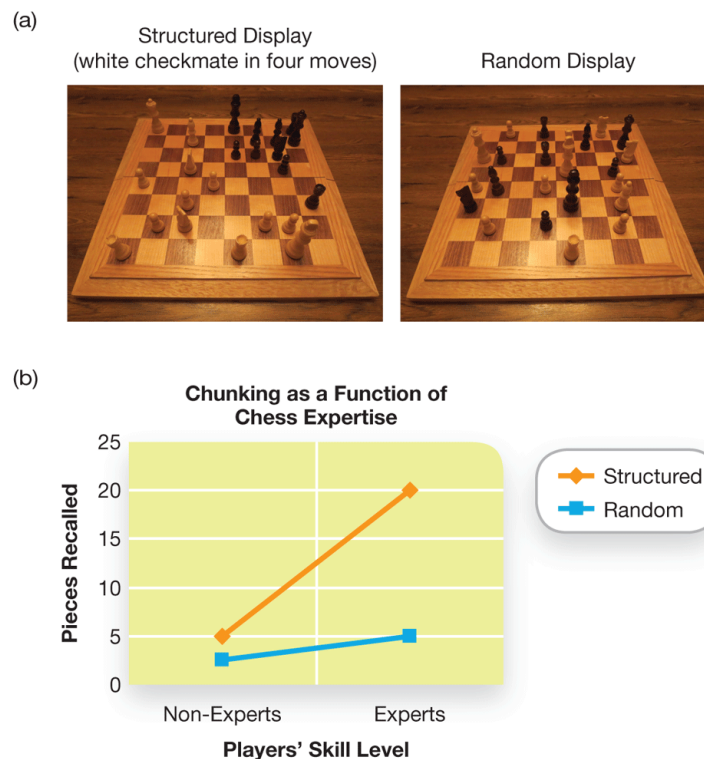 (a)
Structured Display
(white checkmate in four moves)
Random Display
(b)
Chunking as a Function of
Chess Expertise
Pieces Recalled
25
20
15
10
5
0
Non-Experts
Experts
Players’ Skill Level
Structured
Random